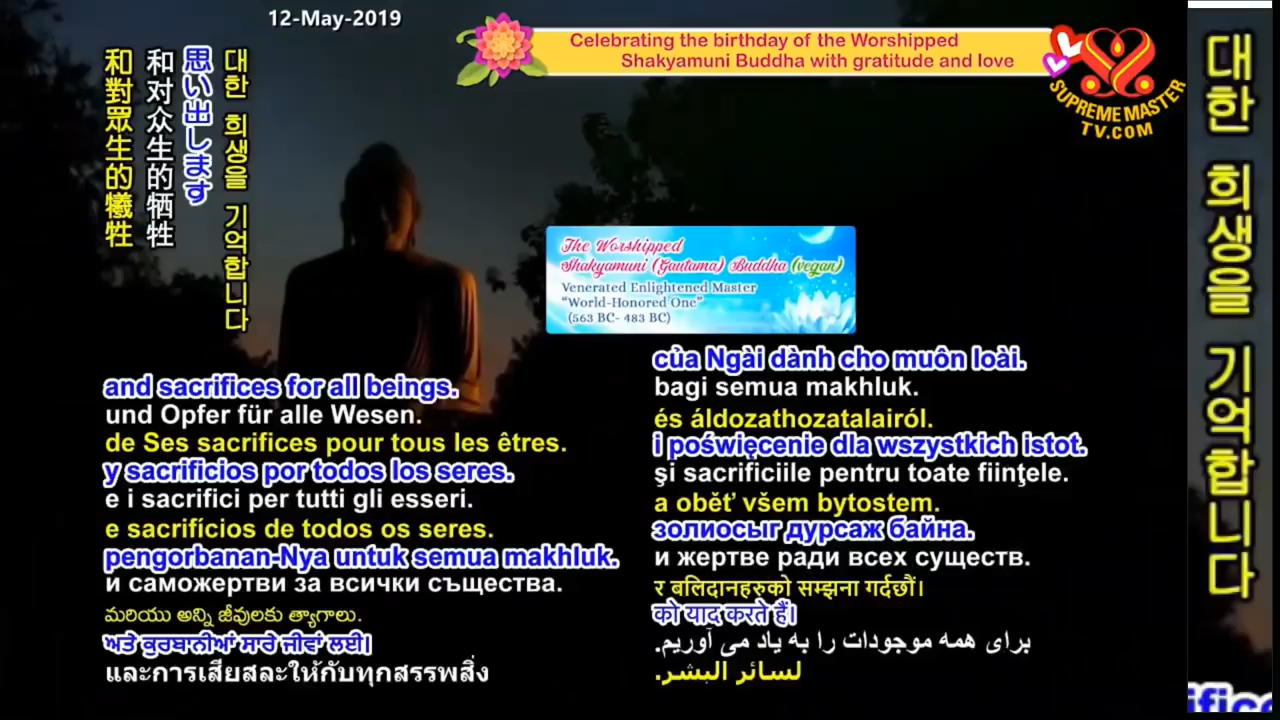 12-May-2019
Celebrating the birthday of the Worshipped
Shakyamuni Buddha with gratitude and love
SUPREME MASTER
TV.COM
대한 희생을 기억합니다
思い出します
和对众生的牺牲
和對眾生的犧牲
The Worshipped
Shakyamuni (Gautama) Buddha (vegan)
Venerated Enlightened Master
“World-Honored One”
(563 BC- 483 BC)
and sacrifices for all beings.
und Opfer für alle Wesen.
de Ses sacrifices pour tous les êtres.
y sacrificios por todos los seres.
e i sacrifici per tutti gli esseri.
e sacrifícios de todos os seres.
pengorbanan-Nya untuk semua makhluk.
и саможертви за всички същества.
మరియు అన్ని జీవులకు త్యాగాలు.
ਅਤੇ ਕੁਰਬਾਨੀਆਂ ਸਾਰੇ ਜੀਵਾਂ ਲਈ।
และการเสียสละให้กับทุกสรรพสิ่ง
của Ngài dành cho muôn loài.
bagi semua makhluk.
és áldozathozatalairól.
i poświęcenie dla wszystkich istot.
şi sacrificiile pentru toate fiinţele.
a oběť všem bytostem.
золиосыг дурсаж байна.
и жертве ради всех существ.
र बलिदानहरुको सम्झना गर्दछौं।
को याद करते हैं।
برای همه موجودات را به یاد می آوریم.
لسائر البشر.
대한 희생을 기억합니다